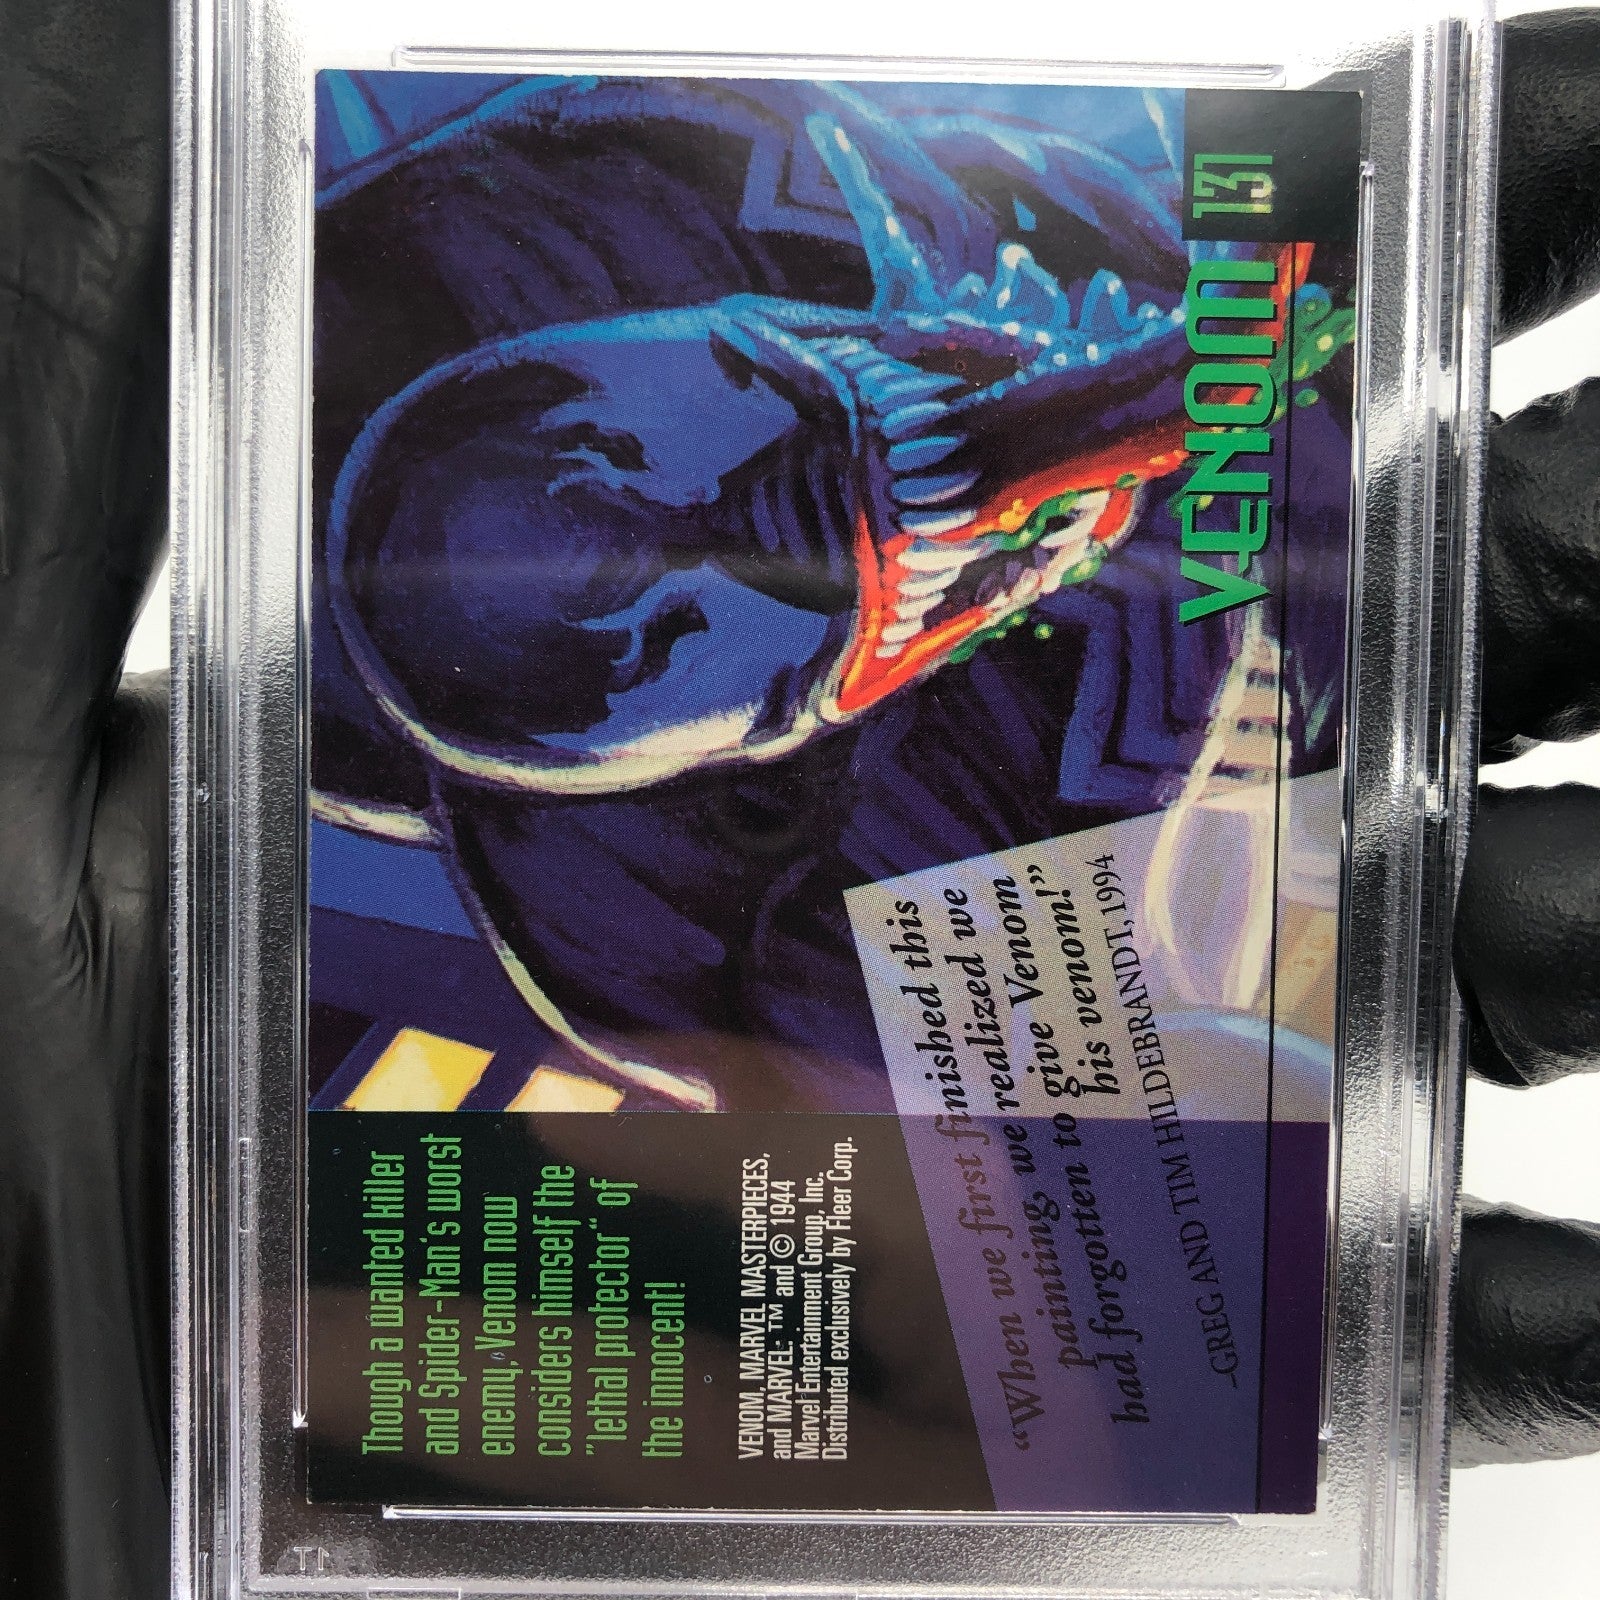 Though a wanted killer
and Spider-Man's worst
enemy, Venom now
considers himself the
"lethal protector" of
the innocent!
VENOM, MARVEL MASTERPIECES,
and MARVEL: ™ and © 1944
Marvel Entertainment Group, Inc.
Distributed exclusively by Fleer Corp.
“When we first finished this
painting, we realized we
had forgotten to give Venom
his venom!”
–GREG AND TIM HILDEBRANDT, 1994
VENOM 131